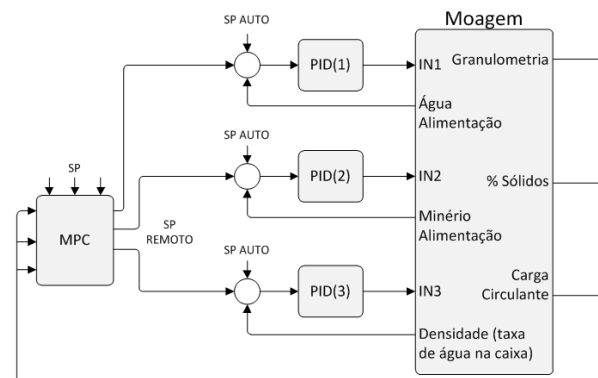 Moagem
SP AUTO
PID(1)
IN1
Granulometria
Água
Alimentação
SP AUTO
PID(2)
IN2
% Sólidos
SP
MPC
SP
REMOTO
Minério
Alimentação
SP AUTO
PID(3)
IN3
Carga
Circulante
Densidade (taxa
de água na caixa)